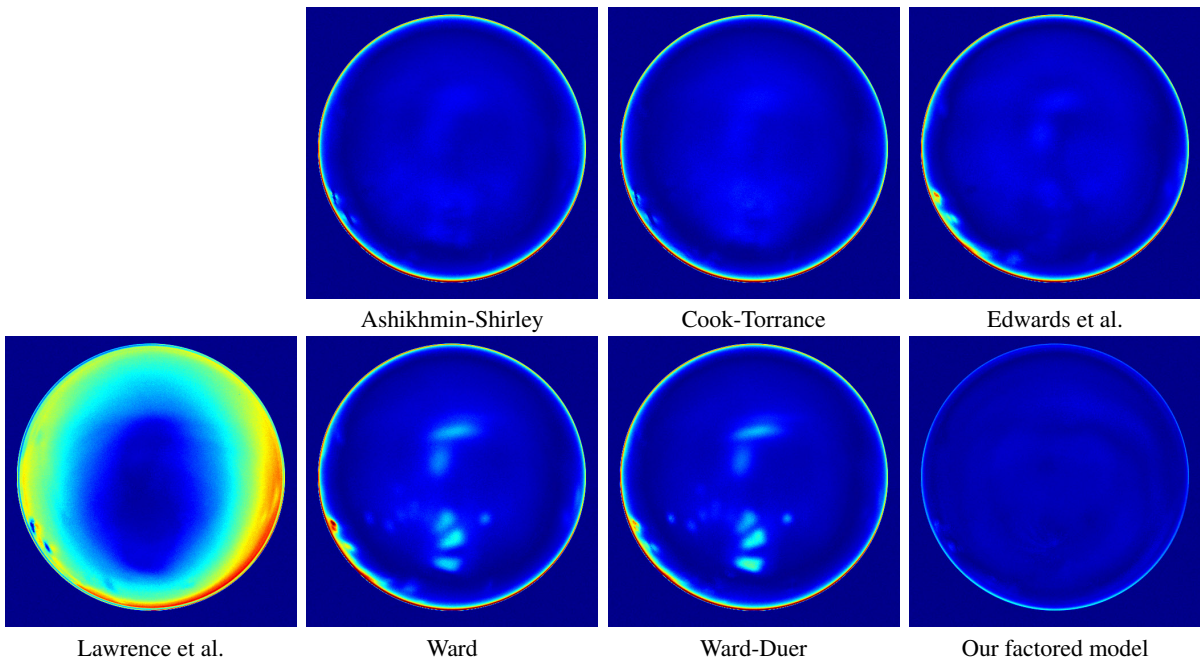 Ashikhmin-Shirley Cook-Torrance Edwards et al.
Lawrence et al. Ward Ward-Duer Our factored model